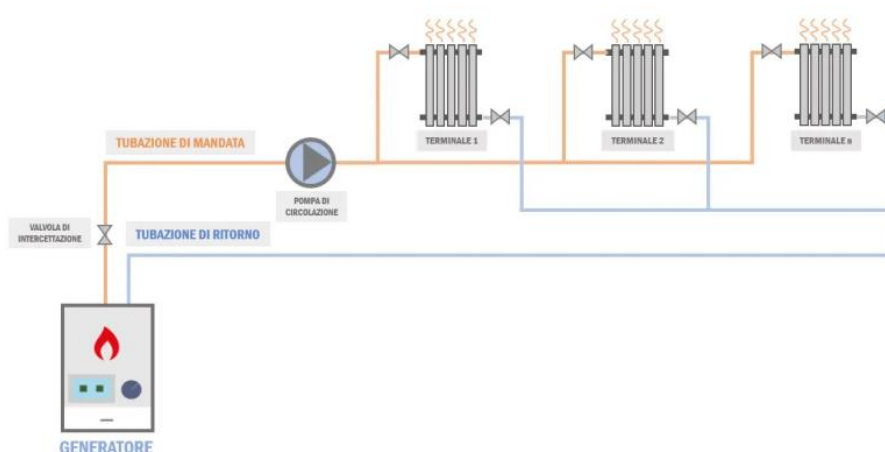 TERMINALE 1
TERMINALE 2
TERMINALE n
TUBAZIONE DI MANDATA
POMPA DI
CIRCOLAZIONE
VALVOLA DI
INTERCETTAZIONE
TUBAZIONE DI RITORNO
GENERATORE